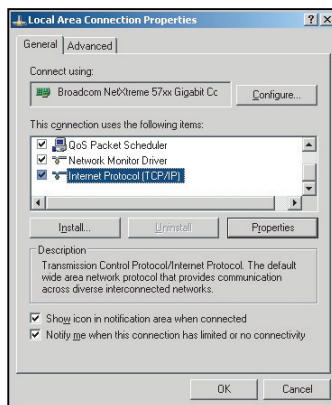 Local Area Connection Properties
General Advanced
Connect using:
Broadcom NetXtreme 57xx Gigabit Cc
Configure...
This connection uses the following items:
QoS Packet Scheduler
Network Monitor Driver
Internet Protocol (TCP/IP)
Install... Uninstall Properties
Description
Transmission Control Protocol/Internet Protocol. The default
wide area network protocol that provides communication
across diverse interconnected networks.
Show icon in notification area when connected
Notify me when this connection has limited or no connectivity
OK Cancel